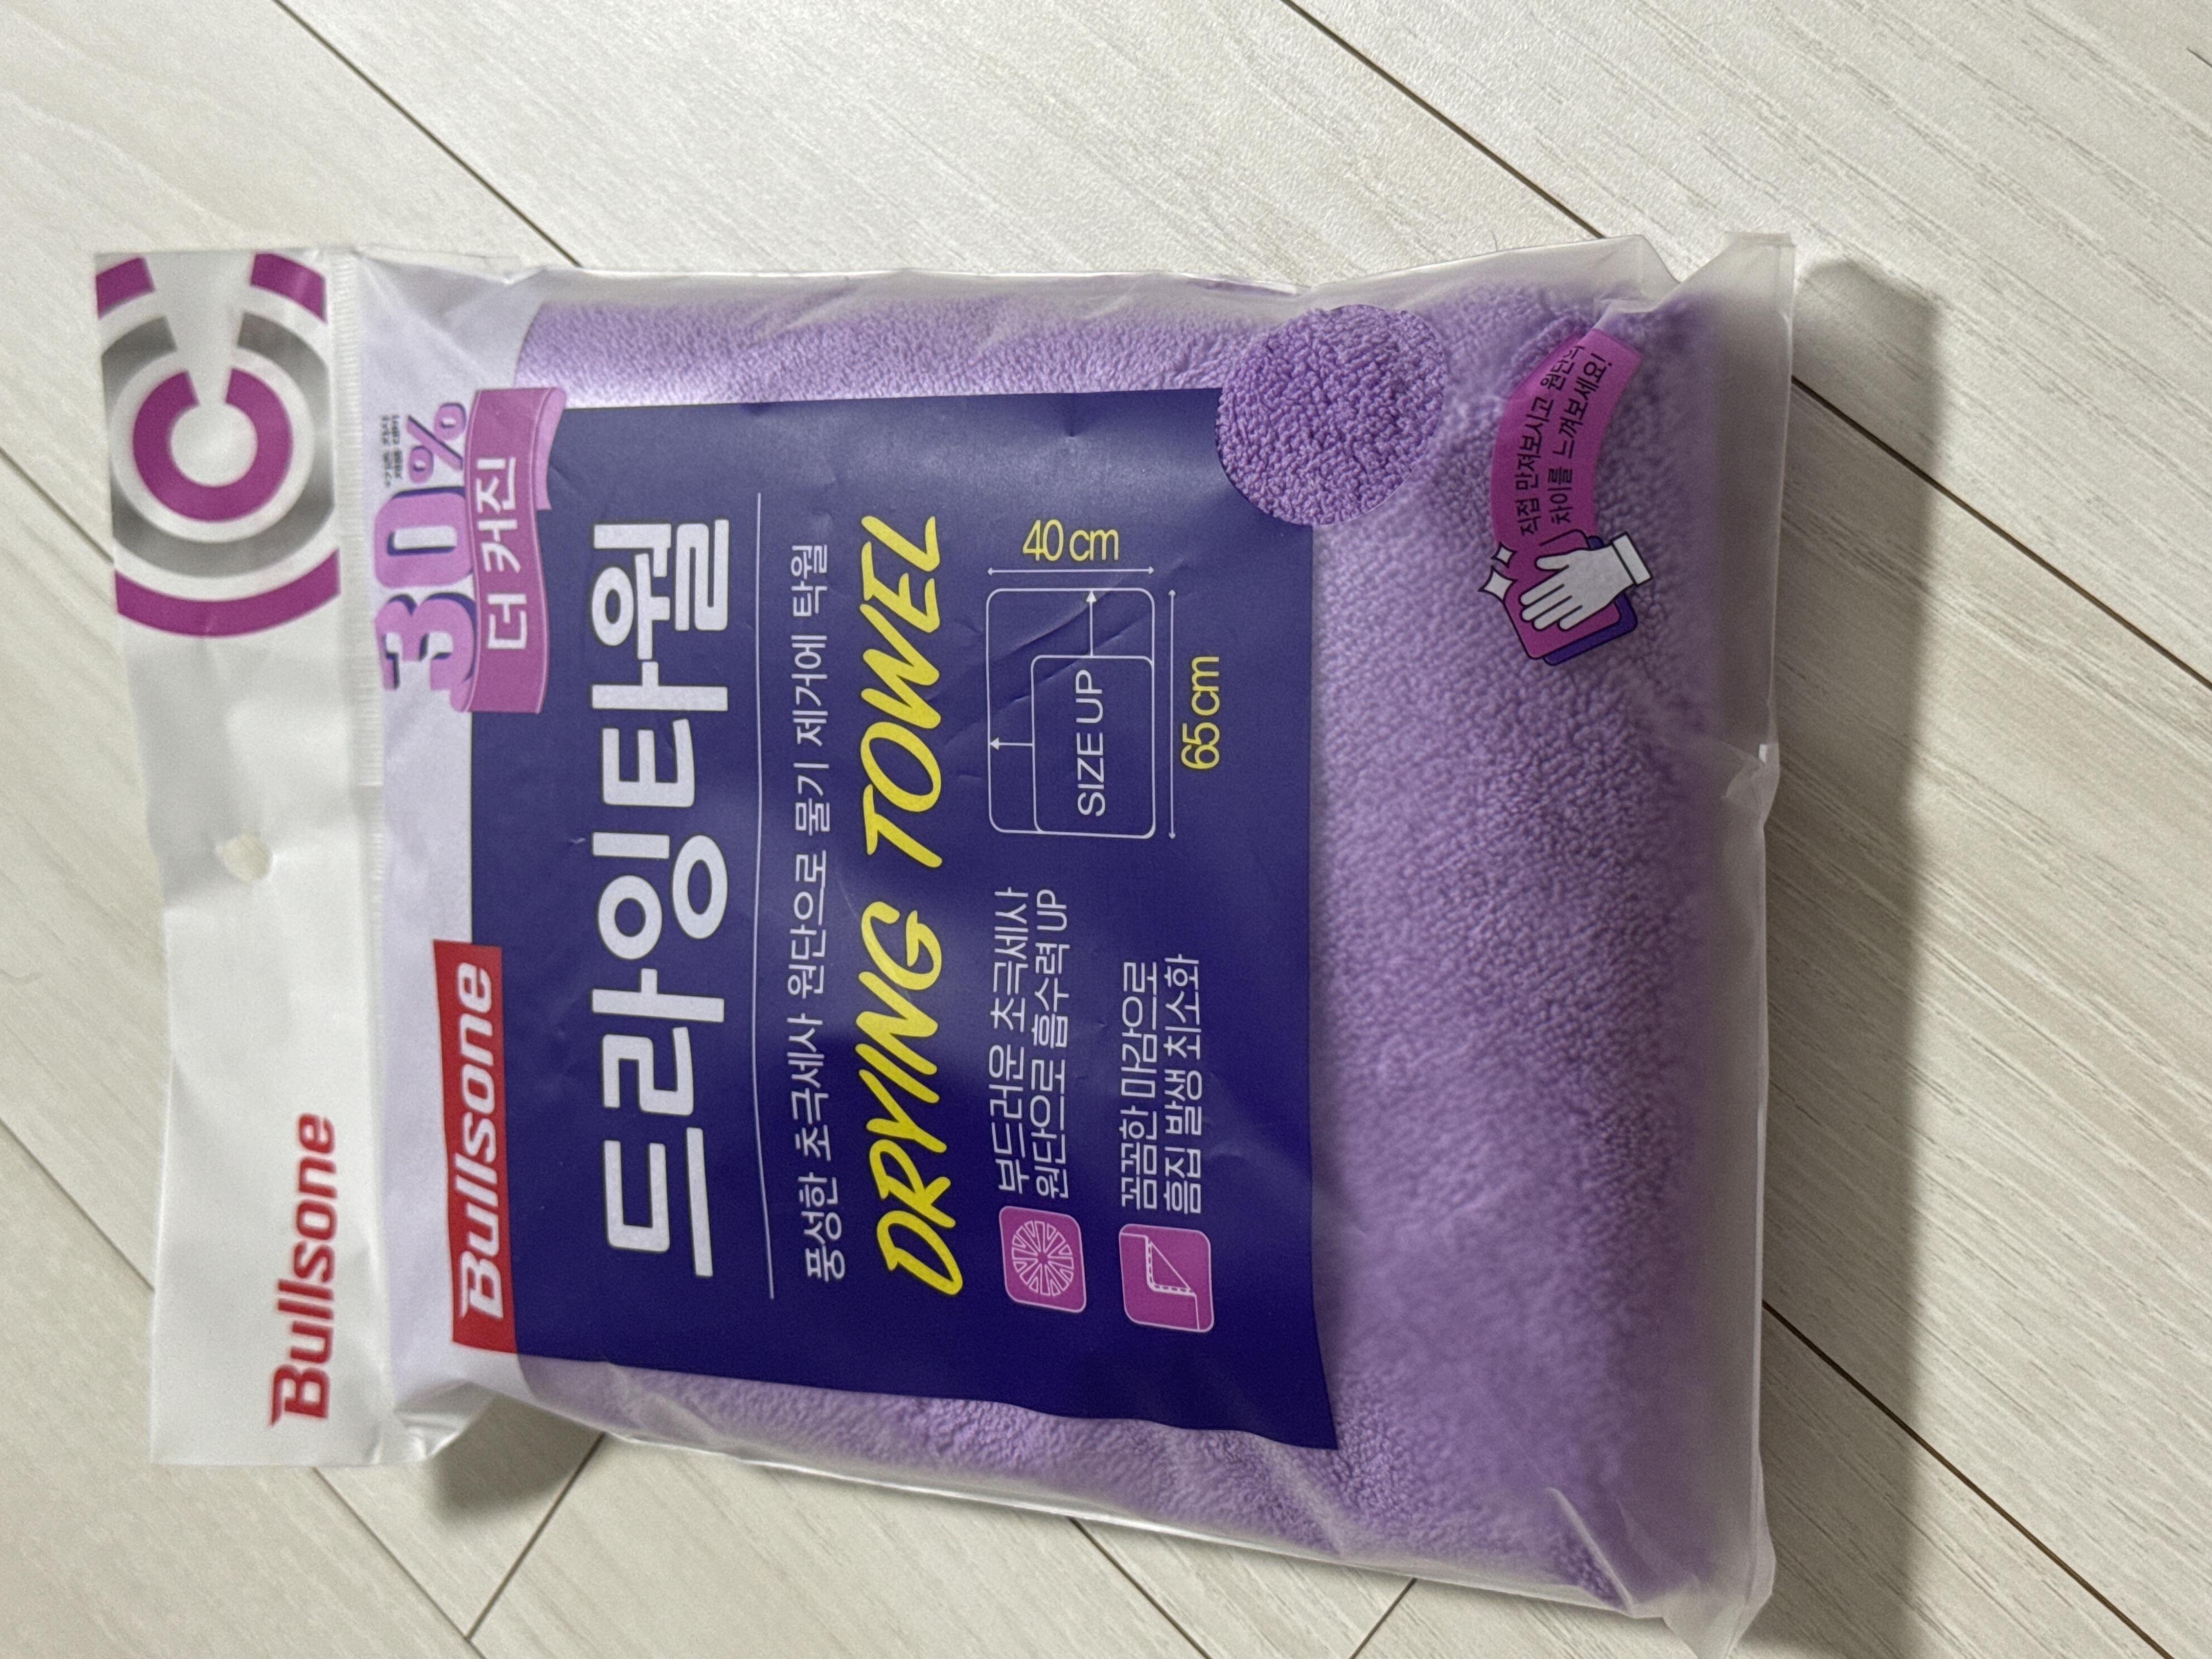 Bullsone
Bullsone
30%
더 커진
드라잉타월
풍성한 초극세사 원단으로 물기 제거에 탁월
DRYING TOWEL
부드러운 초극세사
원단으로 흡수력 UP
꼼꼼한 마감으로
흠집 발생 최소화
SIZE UP
40cm
65cm
직접 만져보시고 원단의
차이를 느껴보세요!